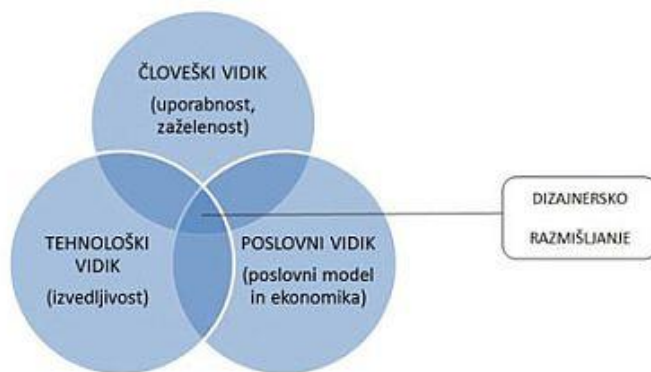 ČLOVEŠKI VIDIK
(uporabnost,
zaželenost)
TEHNOLOŠKI
VIDIK
(izvedljivost)
POSLOVNI VIDIK
(poslovni model
in ekonomika)
DIZAJNERSKO
RAZMIŠLJANJE